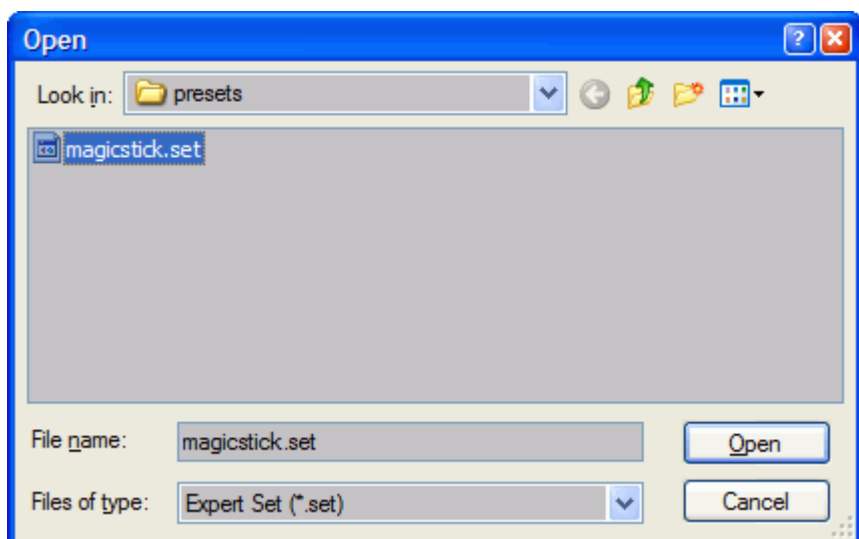 Open
Look in: presets
magicstick.set
File name: magicstick.set Open
Files of type: Expert Set (*.set) Cancel